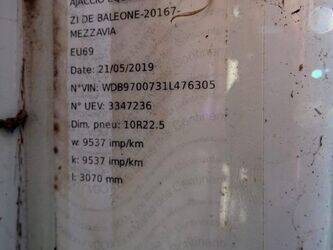 AJACCIO
ZI DE BALEONE-20167-
MEZZAVIA
EU69
Date: 21/05/2019
N°VIN: WDB9700731L476305
N° UEV: 3347236
Dim. pneu: 10R22.5
w: 9537 imp/km
k: 9537 imp/km
l: 3070 mm